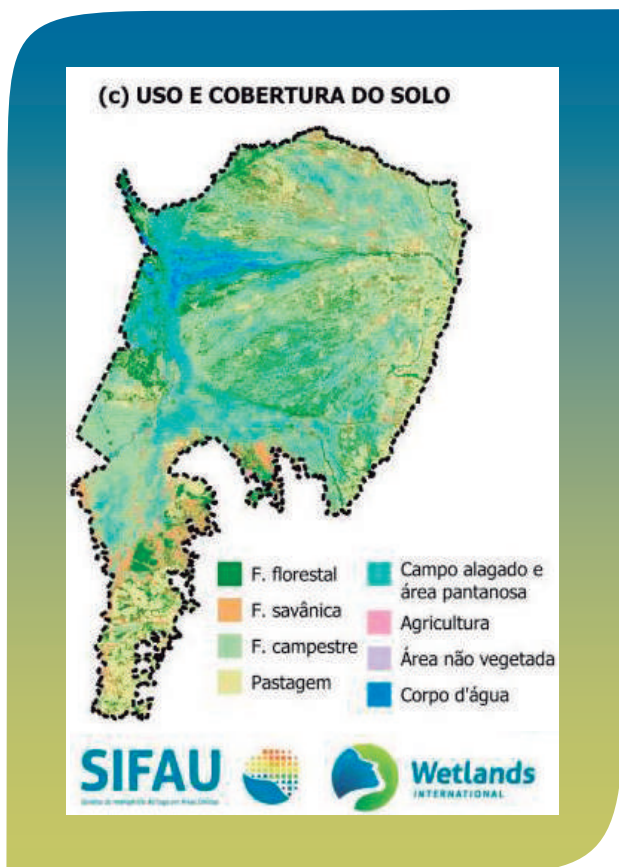 (c) USO E COBERTURA DO SOLO
F. florestal
F. savânica
F. campestre
Pastagem
Campo alagado e
área pantanosa
Agricultura
Área não vegetada
Corpo d'água
SIFAU
Wetlands
INTERNATIONAL